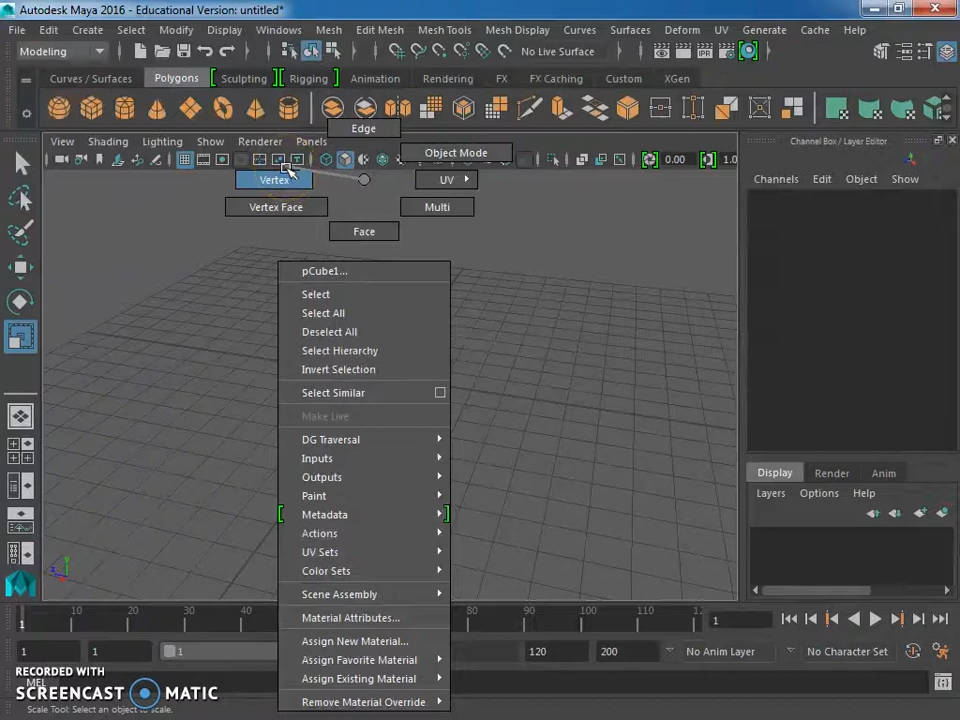 Autodesk Maya 2016 - Educational Version: untitled*
File Edit Create Select Modify Display Windows Mesh Edit Mesh Mesh Tools Mesh Display Curves Surfaces Deform UV Generate Cache Help
Modeling No Live Surface
Curves / Surfaces Polygons Sculpting Rigging Animation Rendering FX FX Caching Custom XGen
Edge
View Shading Lighting Show Renderer Panels
Channel Box / Layer Editor
Object Mode
0.00 1.0
Vertex UV
Channels Edit Object Show
Vertex Face Multi
Face
pCube1...
Select
Select All
Deselect All
Select Hierarchy
Invert Selection
Select Similar
Make Live
DG Traversal
Inputs
Outputs
Paint
Metadata
Actions
UV Sets
Color Sets
Scene Assembly
Material Attributes...
Assign New Material...
Assign Favorite Material
Assign Existing Material
Remove Material Override
Display Render Anim
Layers Options Help
1 10 20 30 80 90 100 110 1
1 1 1 120 200 No Anim Layer No Character Set
RECORDED WITH
SCREENCAST MATIC
MEL
Scale Tool: Select an object to scale.